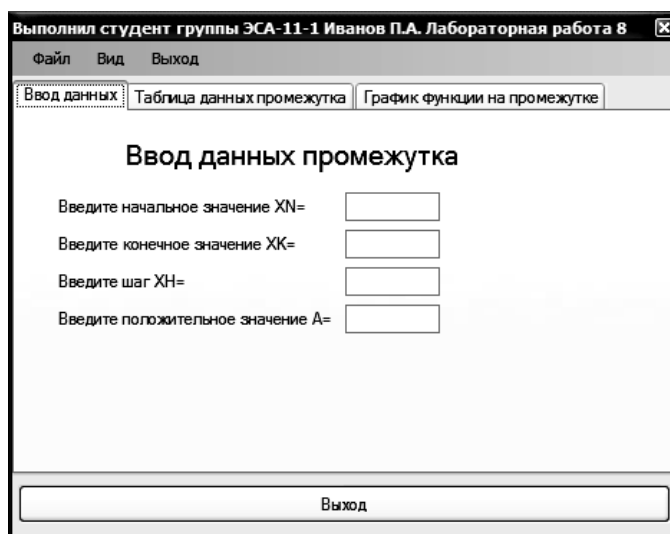 Выполнил студент группы ЭСА-11-1 Иванов П.А. Лабораторная работа 8
Файл Вид Выход
Ввод данных Таблица данных промежутка График функции на промежутке
Ввод данных промежутка
Введите начальное значение XN=
Введите конечное значение XK=
Введите шаг XH=
Введите положительное значение A=
Выход